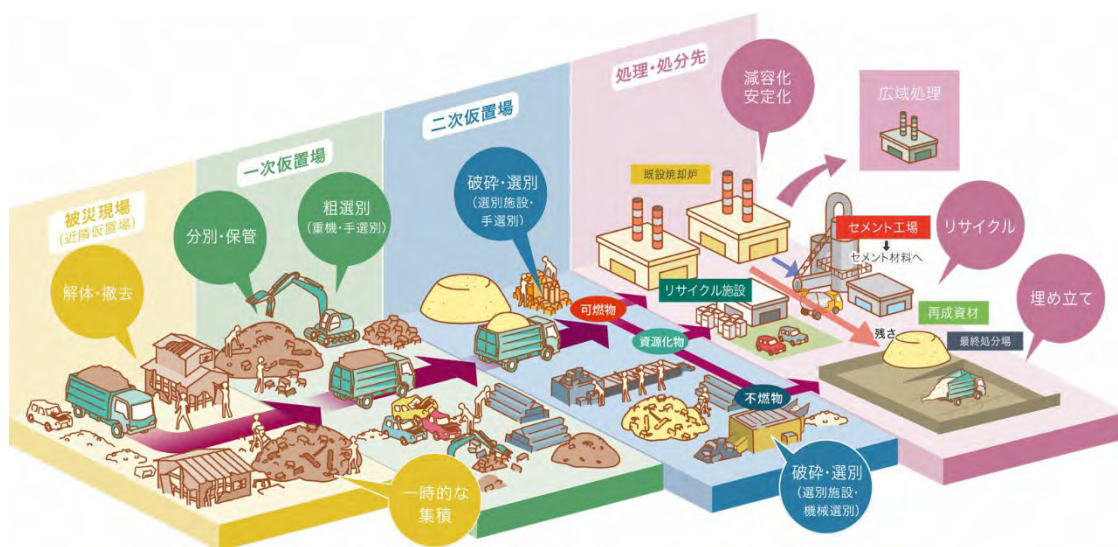 被災現場
(近隣仮置場)
解体・撤去
一時的な
集積
一次仮置場
分別・保管
粗選別
(重機・手選別)
二次仮置場
破砕・選別
(選別施設・
手選別)
可燃物
資源化物
不燃物
破砕・選別
(選別施設・
機械選別)
処理・処分先
減容化
安定化
広域処理
既設焼却炉
セメント工場
セメント材料へ
リサイクル
リサイクル施設
再成資材
残さ
最終処分場
埋め立て